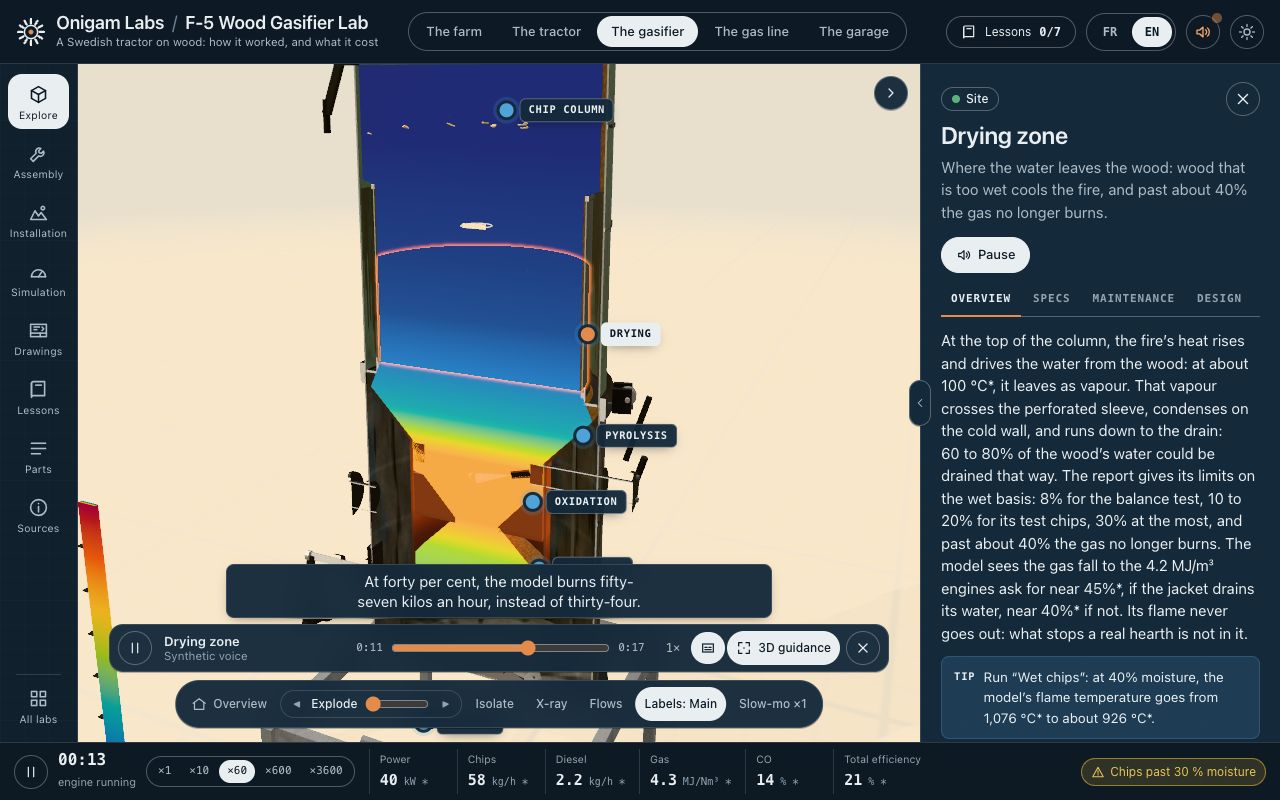 Onigam Labs / F-5 Wood Gasifier Lab
A Swedish tractor on wood: how it worked, and what it cost
The farm
The tractor
The gasifier
The gas line
The garage
Lessons 0/7
FR
EN
Explore
Assembly
Installation
Simulation
Drawings
Lessons
Parts
Sources
All labs
CHIP COLUMN
DRYING
PYROLYSIS
OXIDATION
At forty per cent, the model burns fifty-
seven kilos an hour, instead of thirty-four.
Drying zone
Synthetic voice
0:11
0:17
1×
3D guidance
Overview
◄ Explode ►
Isolate
X-ray
Flows
Labels: Main
Slow-mo ×1
Site
Drying zone
Where the water leaves the wood: wood that
is too wet cools the fire, and past about 40%
the gas no longer burns.
Pause
OVERVIEW
SPECS
MAINTENANCE
DESIGN
At the top of the column, the fire’s heat rises
and drives the water from the wood: at about
100 °C*, it leaves as vapour. That vapour
crosses the perforated sleeve, condenses on
the cold wall, and runs down to the drain:
60 to 80% of the wood’s water could be
drained that way. The report gives its limits on
the wet basis: 8% for the balance test, 10 to
20% for its test chips, 30% at the most, and
past about 40% the gas no longer burns. The
model sees the gas fall to the 4.2 MJ/m³
engines ask for near 45%*, if the jacket drains
its water, near 40%* if not. Its flame never
goes out: what stops a real hearth is not in it.
TIP Run “Wet chips”: at 40% moisture, the
model’s flame temperature goes from
1,076 °C* to about 926 °C*.
00:13
engine running
×1
×10
×60
×600
×3600
Power
40 kW *
Chips
58 kg/h *
Diesel
2.2 kg/h *
Gas
4.3 MJ/Nm³ *
CO
14 % *
Total efficiency
21 % *
Chips past 30 % moisture